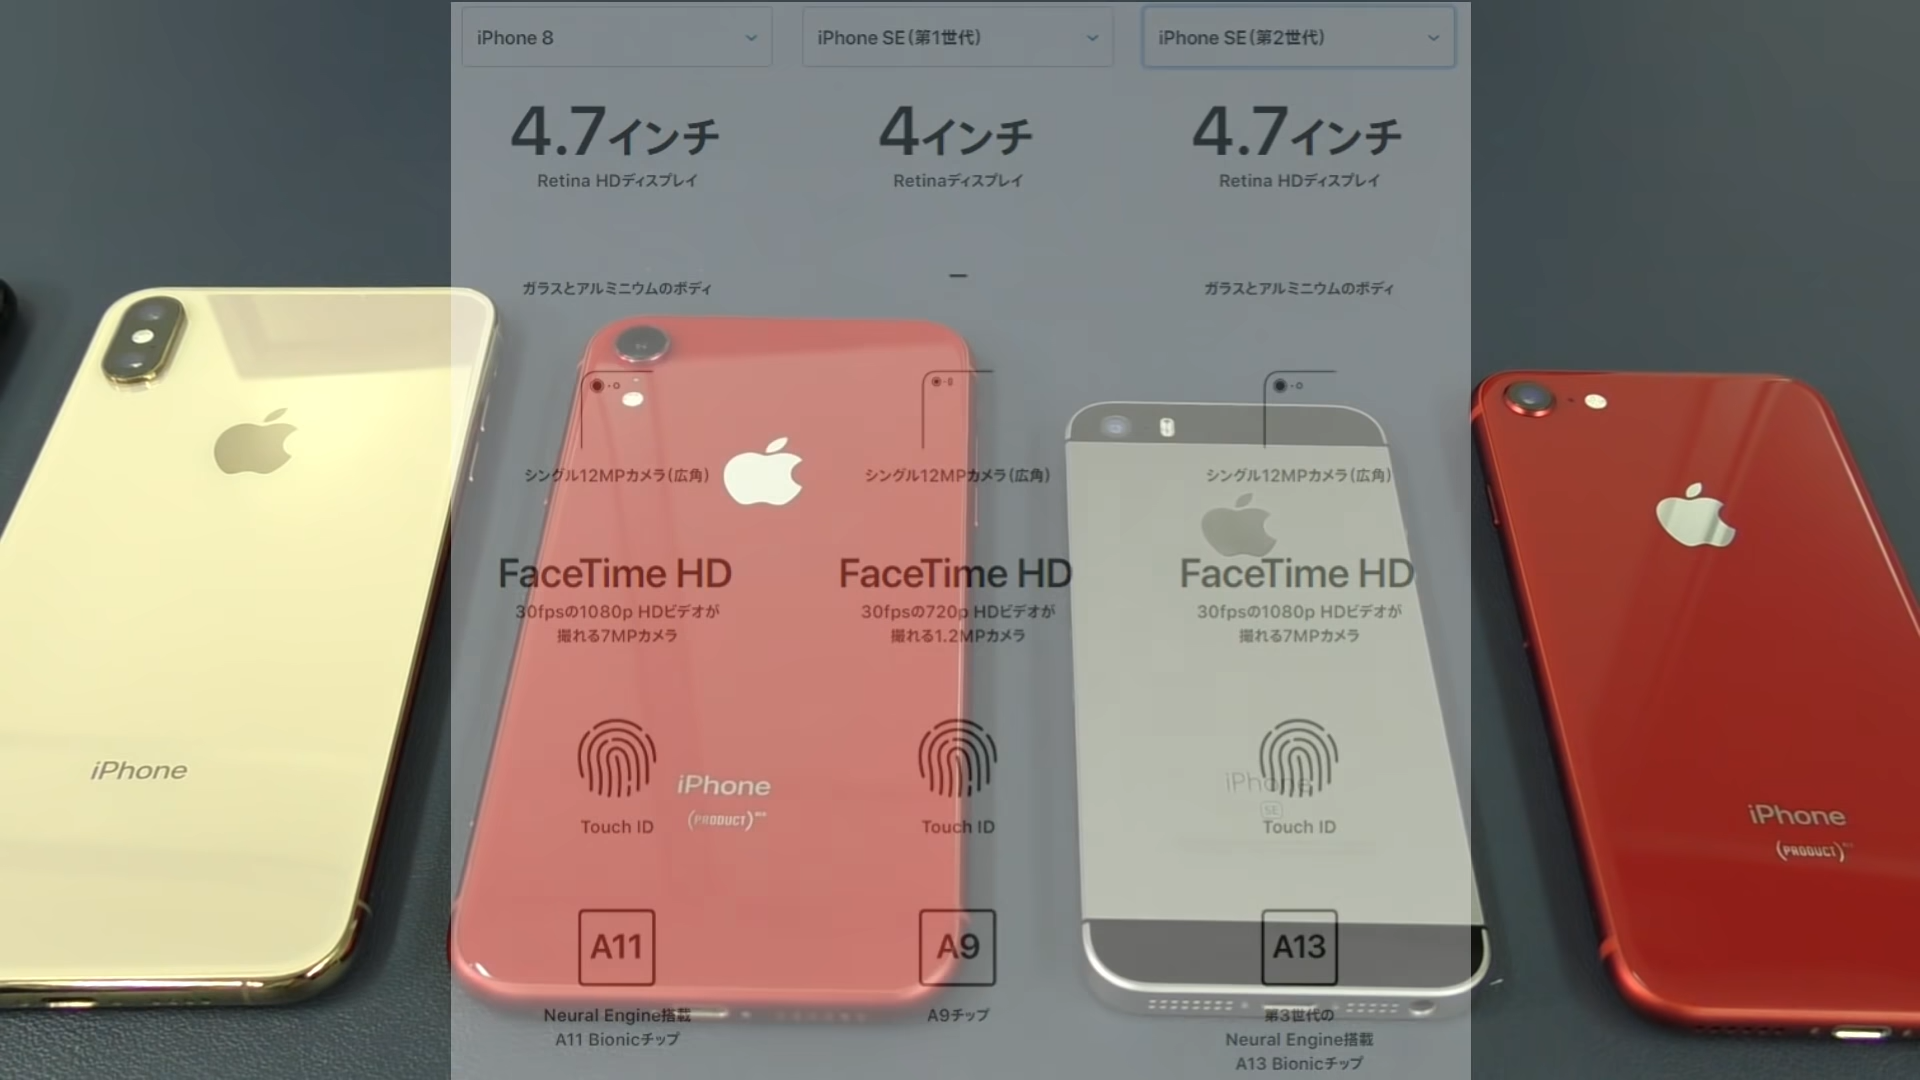 iPhone 8
iPhone SE(第1世代)
iPhone SE(第2世代)
4.7インチ
4インチ
4.7インチ
Retina HDディスプレイ
Retinaディスプレイ
Retina HDディスプレイ
ガラスとアルミニウムのボディ
–
ガラスとアルミニウムのボディ
シングル12MPカメラ(広角)
シングル12MPカメラ(広角)
シングル12MPカメラ(広角)
FaceTime HD
30fpsの1080p HDビデオが
撮れる7MPカメラ
FaceTime HD
30fpsの720p HDビデオが
撮れる1.2MPカメラ
FaceTime HD
30fpsの1080p HDビデオが
撮れる7MPカメラ
Touch ID
Touch ID
Touch ID
A11
A9
A13
Neural Engine搭載
A11 Bionicチップ
A9チップ
第3世代の
Neural Engine搭載
A13 Bionicチップ
iPhone
iPhone
(PRODUCT)
iPhone
SE
iPhone
(PRODUCT)